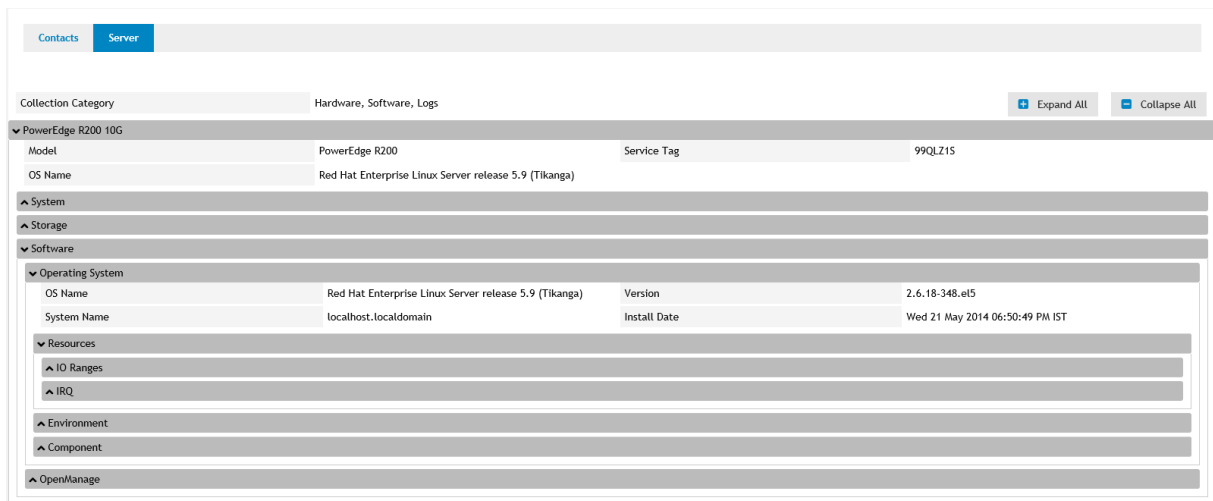 Contacts Server
Collection Category Hardware, Software, Logs Expand All Collapse All
PowerEdge R200 10G
Model PowerEdge R200 Service Tag 99QLZ1S
OS Name Red Hat Enterprise Linux Server release 5.9 (Tikanga)
System
Storage
Software
Operating System
OS Name Red Hat Enterprise Linux Server release 5.9 (Tikanga) Version 2.6.18-348.el5
System Name localhost.localdomain Install Date Wed 21 May 2014 06:50:49 PM IST
Resources
IO Ranges
IRQ
Environment
Component
OpenManage